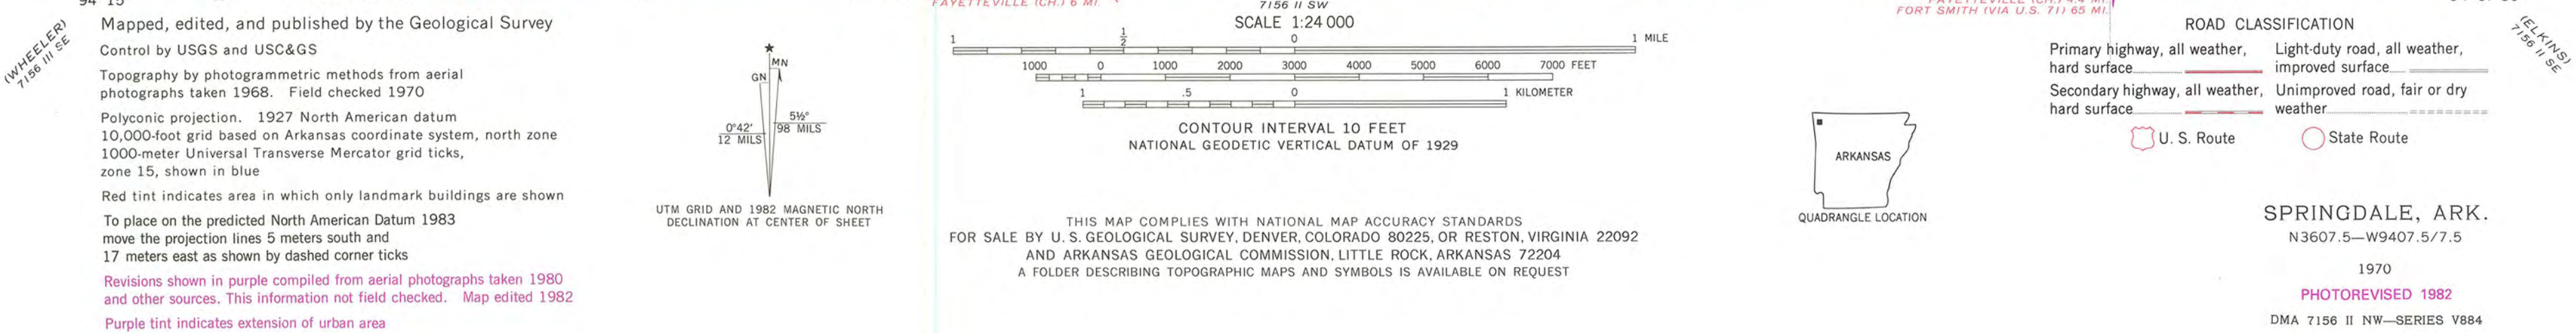 94°15'
(WHEELER)
7156 III SE
Mapped, edited, and published by the Geological Survey
Control by USGS and USC&GS
Topography by photogrammetric methods from aerial
photographs taken 1968. Field checked 1970
Polyconic projection. 1927 North American datum
10,000-foot grid based on Arkansas coordinate system, north zone
1000-meter Universal Transverse Mercator grid ticks,
zone 15, shown in blue
Red tint indicates area in which only landmark buildings are shown
To place on the predicted North American Datum 1983
move the projection lines 5 meters south and
17 meters east as shown by dashed corner ticks
Revisions shown in purple compiled from aerial photographs taken 1980
and other sources. This information not field checked. Map edited 1982
Purple tint indicates extension of urban area
★
MN
GN
0°42'
12 MILS
5½°
98 MILS
UTM GRID AND 1982 MAGNETIC NORTH
DECLINATION AT CENTER OF SHEET
FAYETTEVILLE (CH.) 6 MI.
7156 II SW
SCALE 1:24 000
1 ½ 0 1 MILE
1000 0 1000 2000 3000 4000 5000 6000 7000 FEET
1 .5 0 1 KILOMETER
CONTOUR INTERVAL 10 FEET
NATIONAL GEODETIC VERTICAL DATUM OF 1929
THIS MAP COMPLIES WITH NATIONAL MAP ACCURACY STANDARDS
FOR SALE BY U. S. GEOLOGICAL SURVEY, DENVER, COLORADO 80225, OR RESTON, VIRGINIA 22092
AND ARKANSAS GEOLOGICAL COMMISSION, LITTLE ROCK, ARKANSAS 72204
A FOLDER DESCRIBING TOPOGRAPHIC MAPS AND SYMBOLS IS AVAILABLE ON REQUEST
ARKANSAS
QUADRANGLE LOCATION
FORT SMITH (VIA U.S. 71) 65 MI.
ROAD CLASSIFICATION
Primary highway, all weather,
hard surface
Light-duty road, all weather,
improved surface
Secondary highway, all weather,
hard surface
Unimproved road, fair or dry
weather
U. S. Route
State Route
(ELKINS)
7156 II SE
SPRINGDALE, ARK.
N3607.5—W9407.5/7.5
1970
PHOTOREVISED 1982
DMA 7156 II NW—SERIES V884